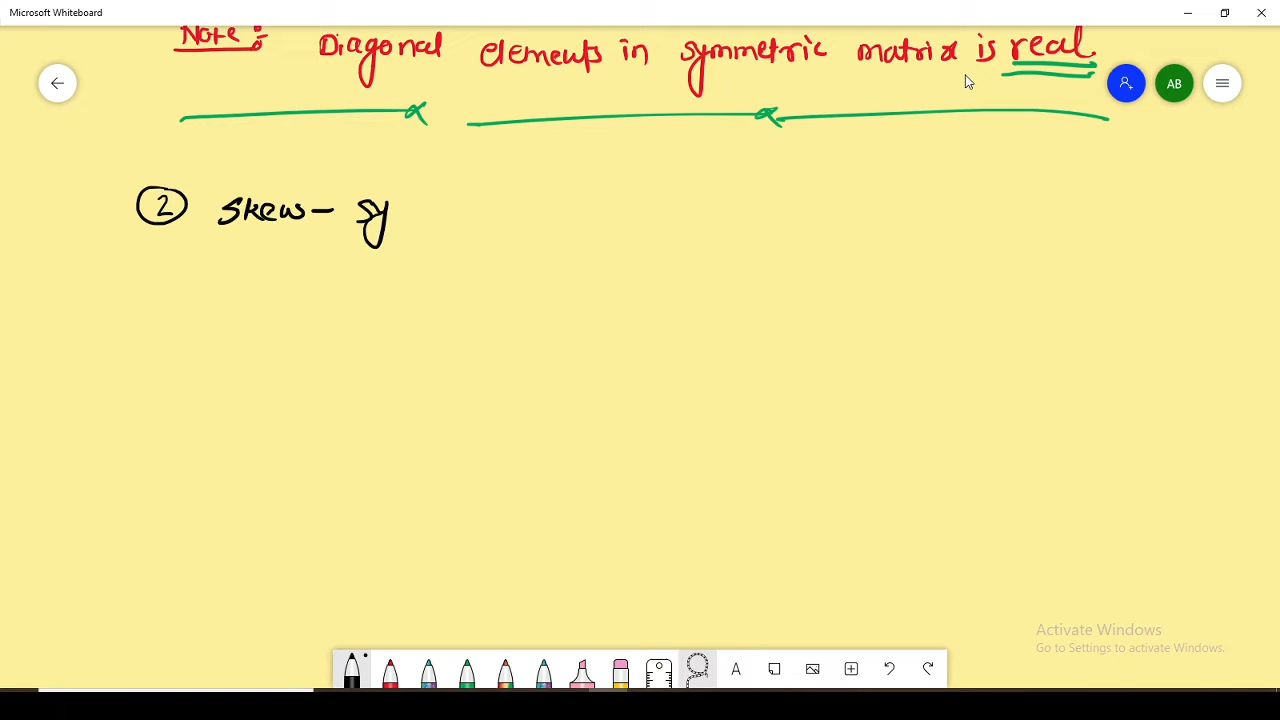 Microsoft Whiteboard
Note :- Diagonal elements in symmetric matrix is real.
AB
② Skew - sy
Activate Windows
Go to Settings to activate Windows.
A